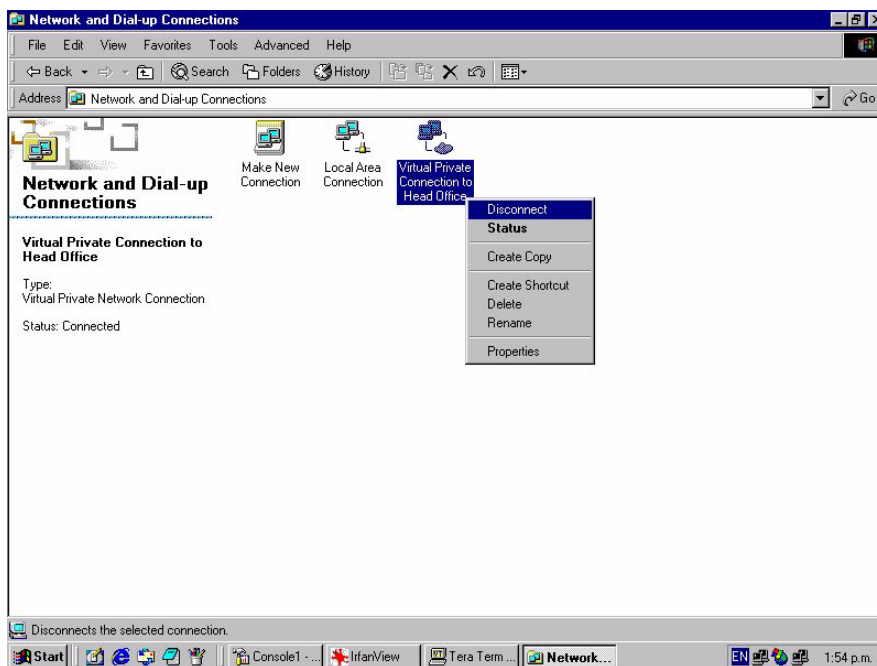 Network and Dial-up Connections
File Edit View Favorites Tools Advanced Help
Back Search Folders History
Address Network and Dial-up Connections Go
Network and Dial-up
Connections
Virtual Private Connection to
Head Office
Type:
Virtual Private Network Connection
Status: Connected
Make New
Connection
Local Area
Connection
Virtual Private
Connection to
Head Office
Disconnect
Status
Create Copy
Create Shortcut
Delete
Rename
Properties
Disconnects the selected connection.
Start Console1 - ... IrfanView Tera Term ... Network... EN 1:54 p.m.